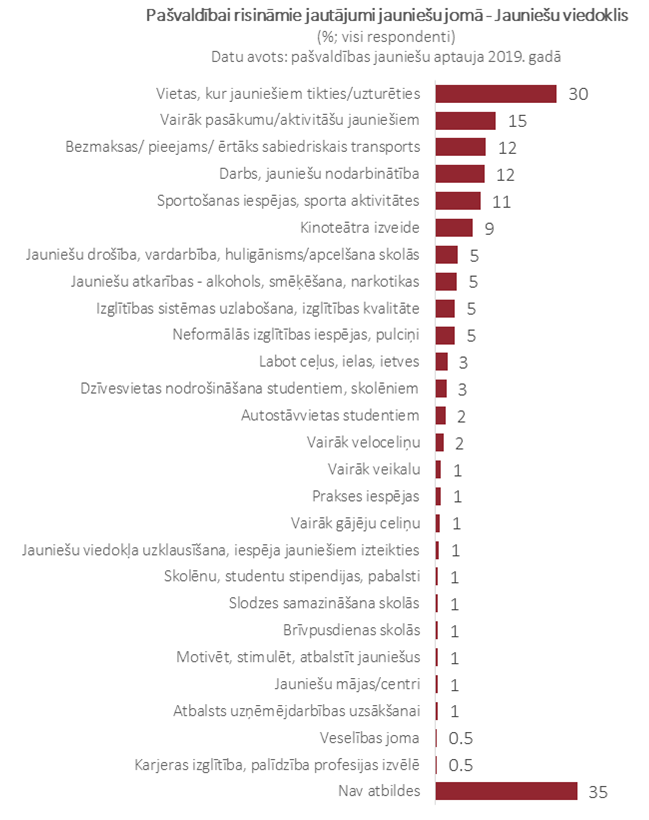 Pašvaldībai risināmie jautājumi jauniešu jomā - Jauniešu viedoklis
(%; visi respondenti)
Datu avots: pašvaldības jauniešu aptauja 2019. gadā
Vietas, kur jauniešiem tikties/uzturēties 30
Vairāk pasākumu/aktivitāšu jauniešiem 15
Bezmaksas/ pieejams/ ērtāks sabiedriskais transports 12
Darbs, jauniešu nodarbinātība 12
Sportošanas iespējas, sporta aktivitātes 11
Kinoteātra izveide 9
Jauniešu drošība, vardarbība, huligānisms/apcelšana skolās 5
Jauniešu atkarības - alkohols, smēķēšana, narkotikas 5
Izglītības sistēmas uzlabošana, izglītības kvalitāte 5
Neformālās izglītības iespējas, pulciņi 5
Labot ceļus, ielas, ietves 3
Dzīvesvietas nodrošināšana studentiem, skolēniem 3
Autostāvvietas studentiem 2
Vairāk veloceliņu 2
Vairāk veikalu 1
Prakses iespējas 1
Vairāk gājēju celiņu 1
Jauniešu viedokļa uzklausīšana, iespēja jauniešiem izteikties 1
Skolēnu, studentu stipendijas, pabalsti 1
Slodzes samazināšana skolās 1
Brīvpusdienas skolās 1
Motivēt, stimulēt, atbalstīt jauniešus 1
Jauniešu mājas/centri 1
Atbalsts uzņēmējdarbības uzsākšanai 1
Veselības joma 0.5
Karjeras izglītība, palīdzība profesijas izvēlē 0.5
Nav atbildes 35